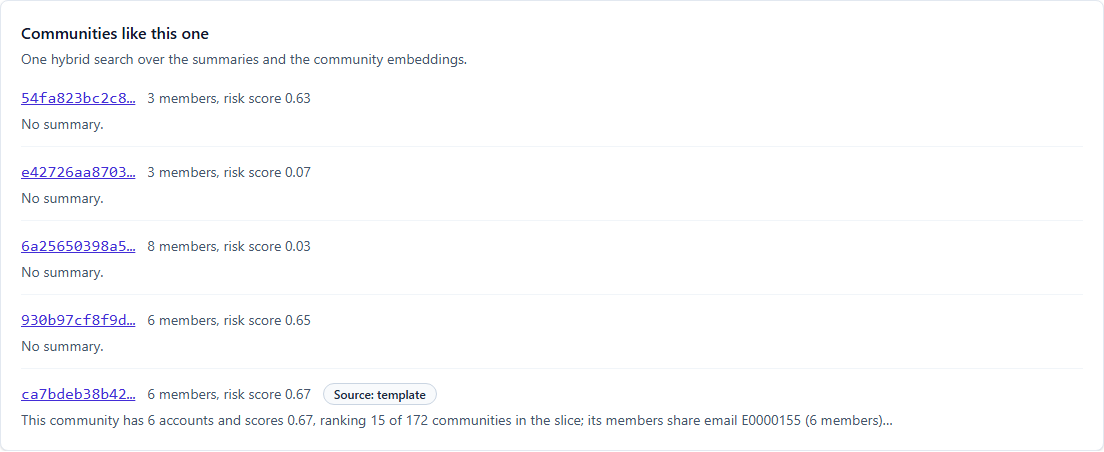 Communities like this one
One hybrid search over the summaries and the community embeddings.
54fa823bc2c8… 3 members, risk score 0.63
No summary.
e42726aa8703… 3 members, risk score 0.07
No summary.
6a25650398a5… 8 members, risk score 0.03
No summary.
930b97cf8f9d… 6 members, risk score 0.65
No summary.
ca7bdeb38b42… 6 members, risk score 0.67 Source: template
This community has 6 accounts and scores 0.67, ranking 15 of 172 communities in the slice; its members share email E0000155 (6 members)…